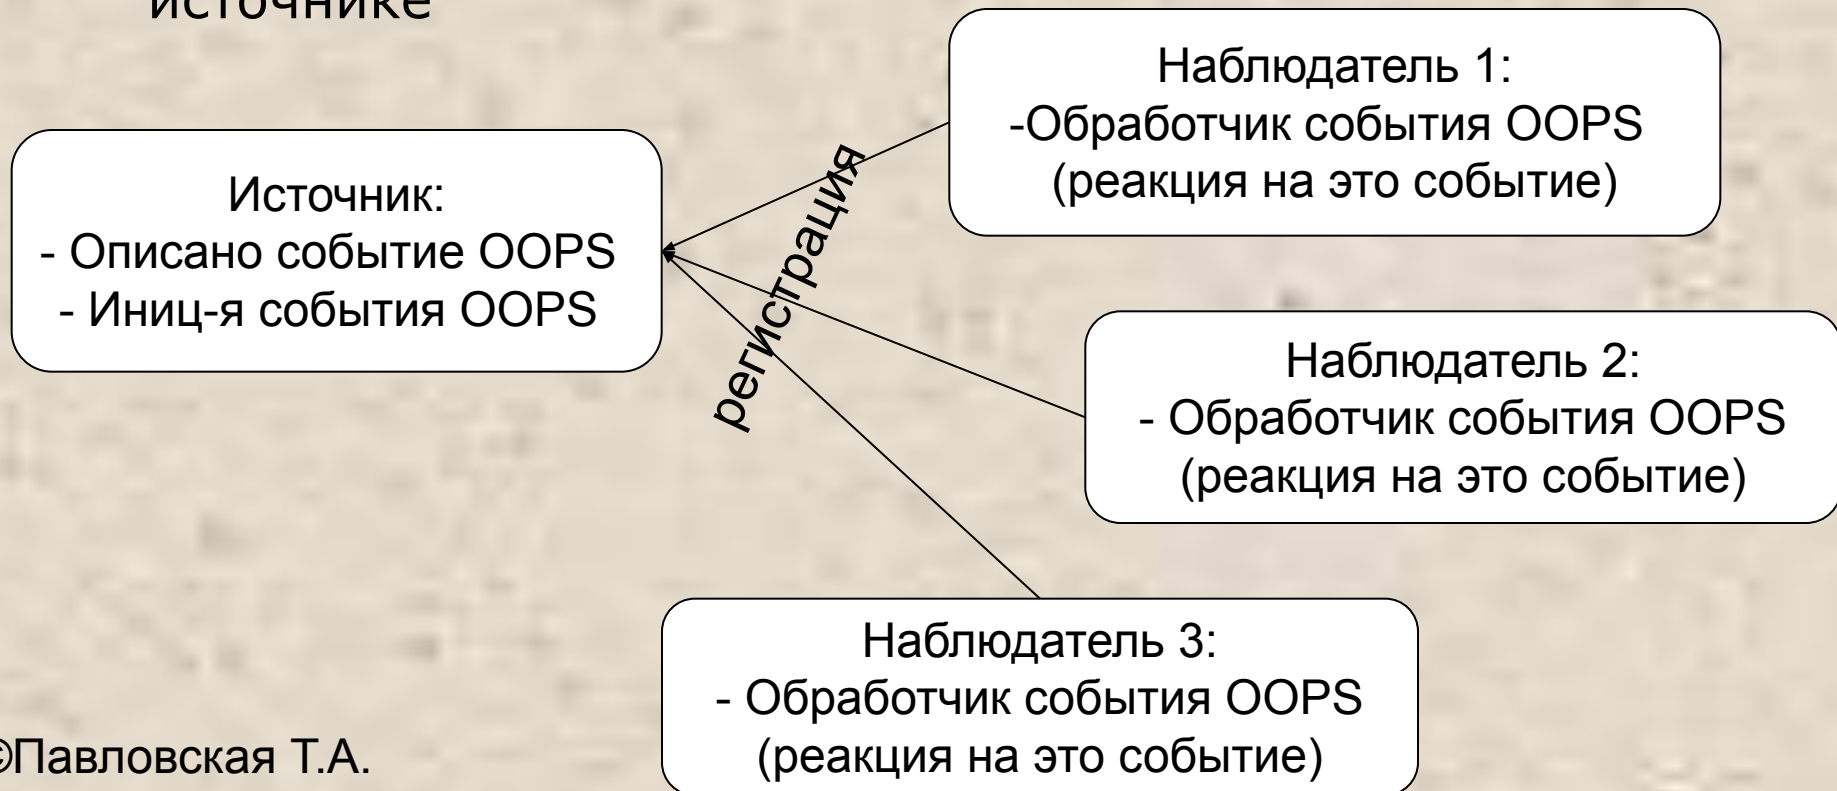 источнике
Источник:
- Описано событие OOPS
- Иниц-я события OOPS
регистрация
Наблюдатель 1:
-Обработчик события OOPS
(реакция на это событие)
Наблюдатель 2:
- Обработчик события OOPS
(реакция на это событие)
Наблюдатель 3:
- Обработчик события OOPS
(реакция на это событие)
©Павловская Т.А.